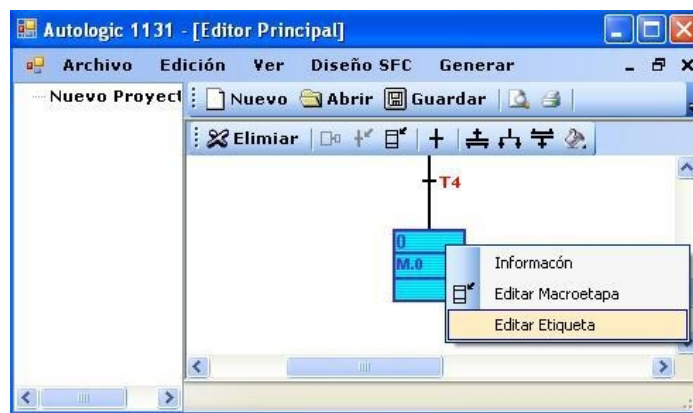 Autologic 1131 - [Editor Principal]
Archivo Edición Ver Diseño SFC Generar
Nuevo Proyect
Nuevo Abrir Guardar
Elimiar
T4
0
M.0
Informacón
Editar Macroetapa
Editar Etiqueta